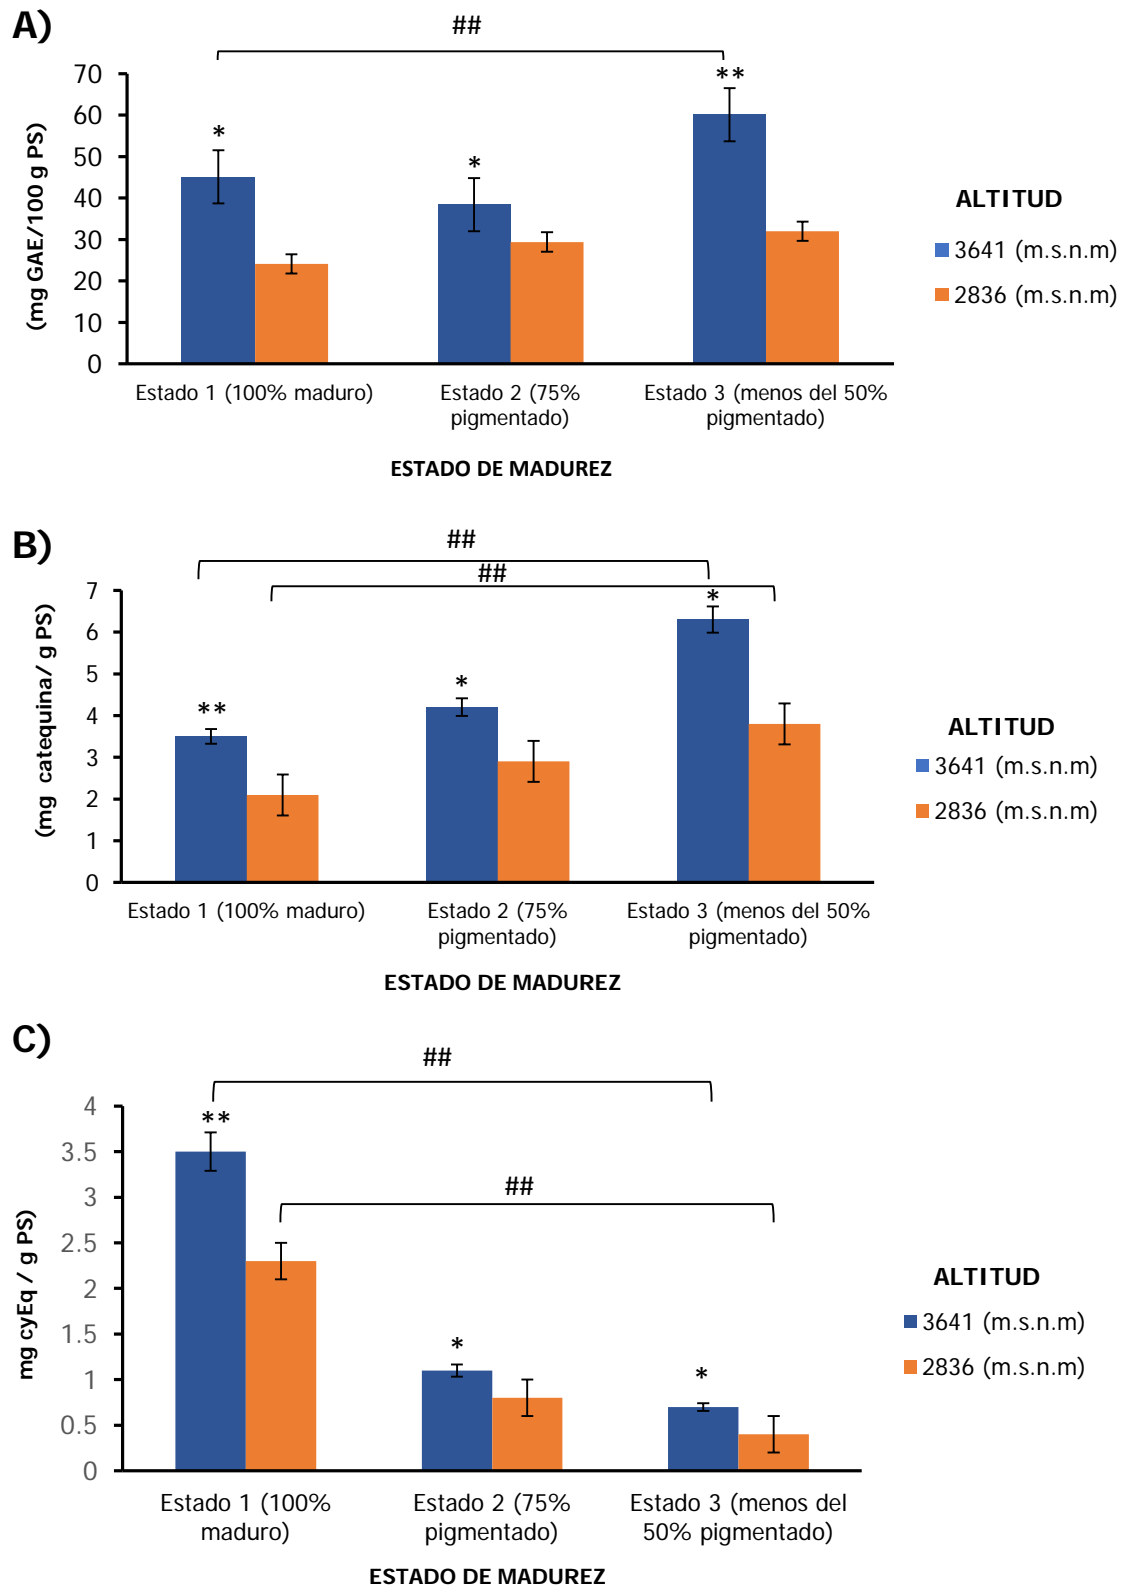 A)
##
**
*
*
70
60
50
40
30
20
10
0
(mg GAE/100 g PS)
Estado 1 (100% maduro)
Estado 2 (75%
pigmentado)
Estado 3 (menos del 50%
pigmentado)
ESTADO DE MADUREZ
ALTITUD
3641 (m.s.n.m)
2836 (m.s.n.m)
B)
##
##
*
*
**
7
6
5
4
3
2
1
0
(mg catequina/ g PS)
Estado 1 (100% maduro)
Estado 2 (75%
pigmentado)
Estado 3 (menos del 50%
pigmentado)
ESTADO DE MADUREZ
ALTITUD
3641 (m.s.n.m)
2836 (m.s.n.m)
C)
##
**
##
*
*
4
3.5
3
2.5
2
1.5
1
0.5
0
mg cyEq / g PS)
Estado 1 (100%
maduro)
Estado 2 (75%
pigmentado)
Estado 3 (menos del
50% pigmentado)
ESTADO DE MADUREZ
ALTITUD
3641 (m.s.n.m)
2836 (m.s.n.m)